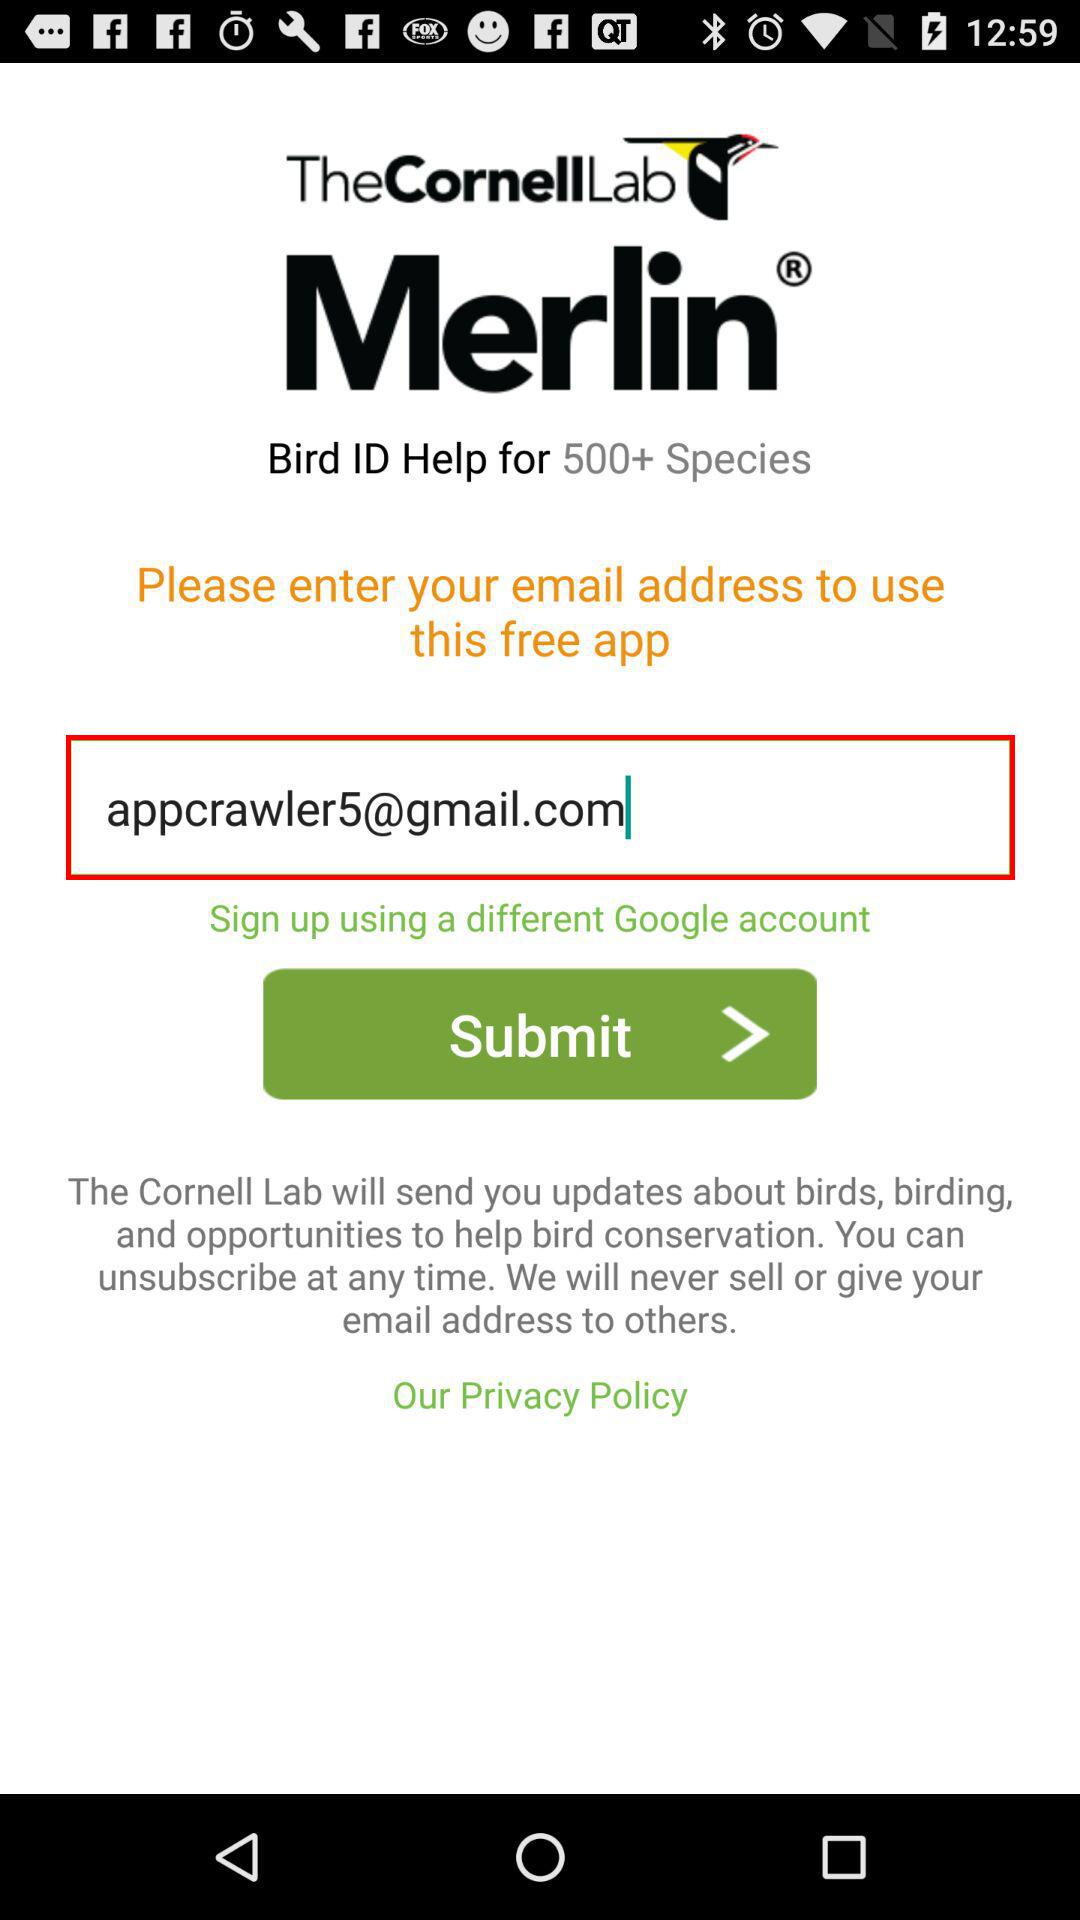 FOX SPORTS QT 12:59
TheCornellLab
Merlin®
Bird ID Help for 500+ Species
Please enter your email address to use
this free app
appcrawler5@gmail.com
Sign up using a different Google account
Submit
The Cornell Lab will send you updates about birds, birding,
and opportunities to help bird conservation. You can
unsubscribe at any time. We will never sell or give your
email address to others.
Our Privacy Policy